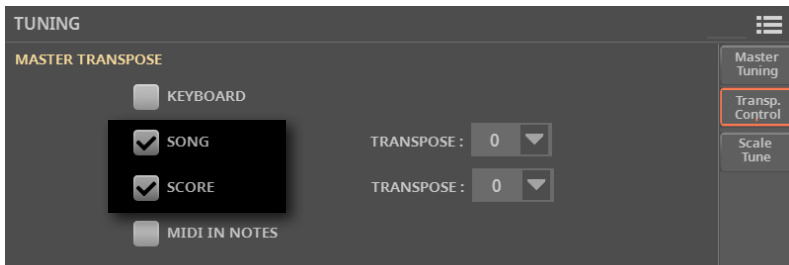 TUNING
MASTER TRANSPOSE
KEYBOARD
SONG
TRANSPOSE : 0
SCORE
TRANSPOSE : 0
MIDI IN NOTES
Master
Tuning
Transp.
Control
Scale
Tune